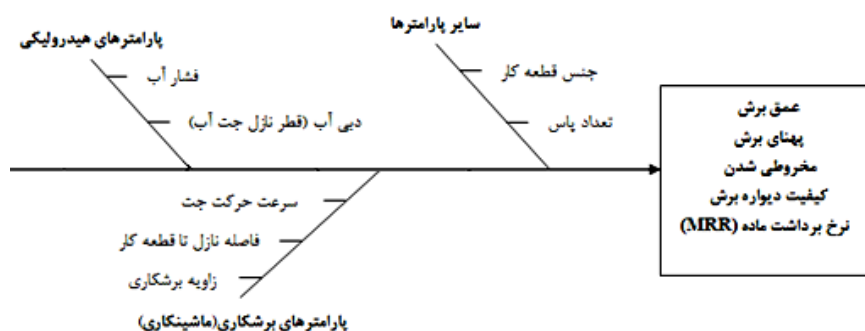 پارامترهای هیدرولیکی
فشار آب
دبی آب (قطر نازل جت آب)
سایر پارامترها
جنس قطعه کار
تعداد پاس
سرعت حرکت جت
فاصله نازل تا قطعه کار
زاویه برشکاری
پارامترهای برشکاری(ماشینکاری)
عمق برش
پهنای برش
مخروطی شدن
کیفیت دیواره برش
نرخ برداشت ماده (MRR)